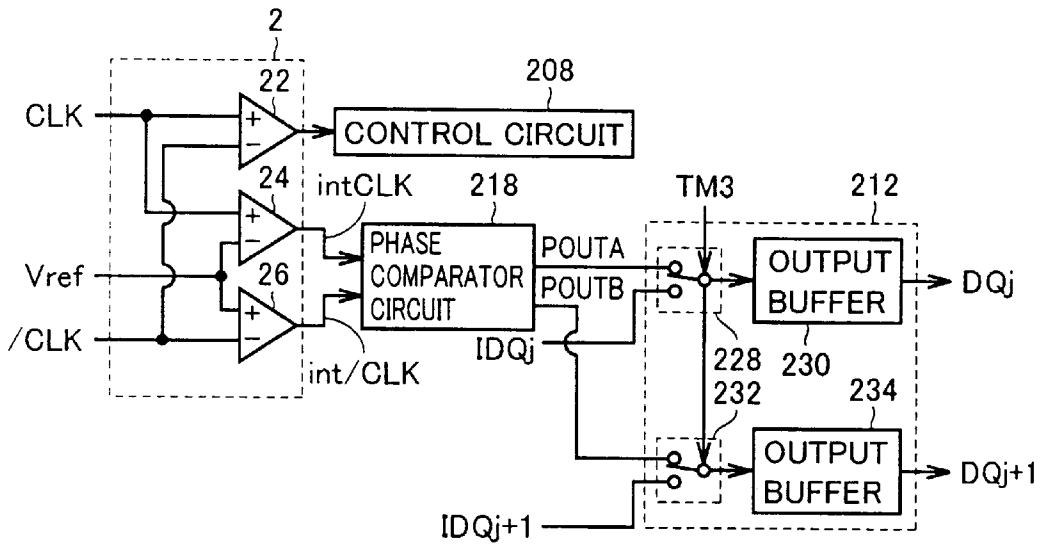 2
22
208
CLK
+
−
CONTROL CIRCUIT
24
intCLK
218
TM3
212
+
−
PHASE
COMPARATOR
CIRCUIT
POUTA
POUTB
OUTPUT
BUFFER
DQj
Vref
26
+
−
/CLK
int/CLK
IDQj
228
230
232
234
OUTPUT
BUFFER
DQj+1
IDQj+1